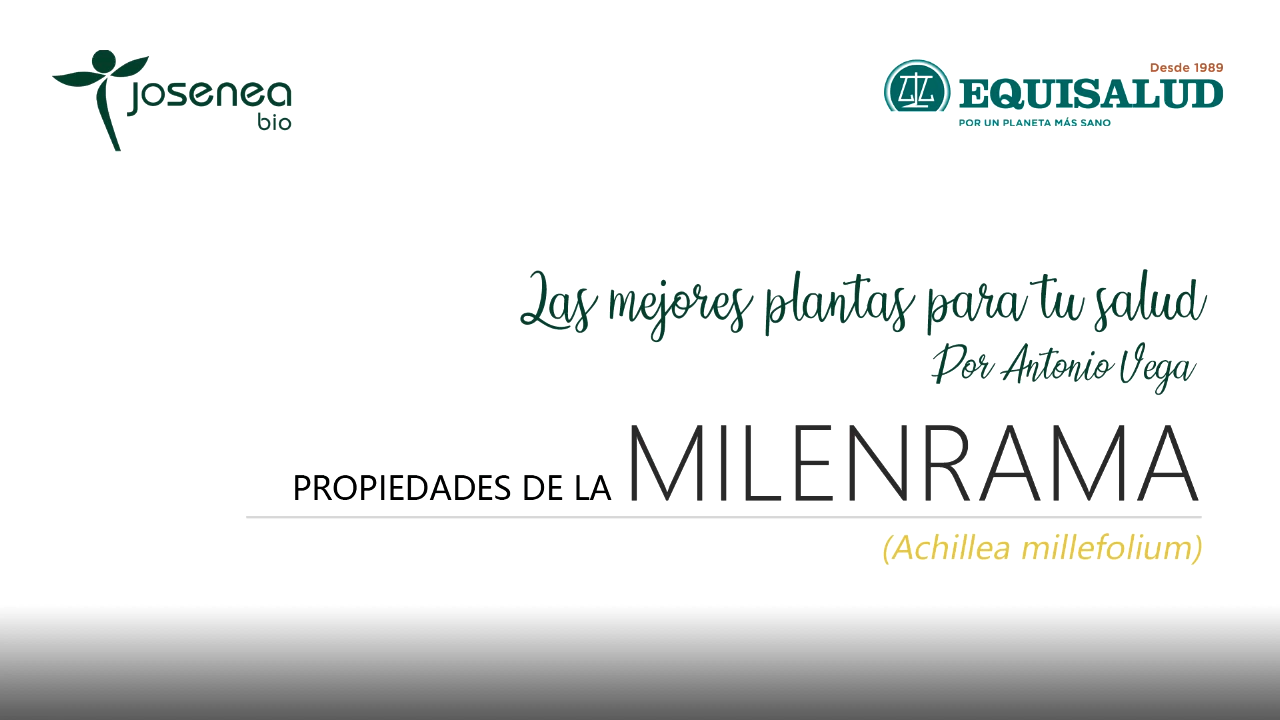 josenea
bio
Desde 1989
EQUISALUD
POR UN PLANETA MÁS SANO
Las mejores plantas para tu salud
Por Antonio Vega
PROPIEDADES DE LA MILENRAMA
(Achillea millefolium)